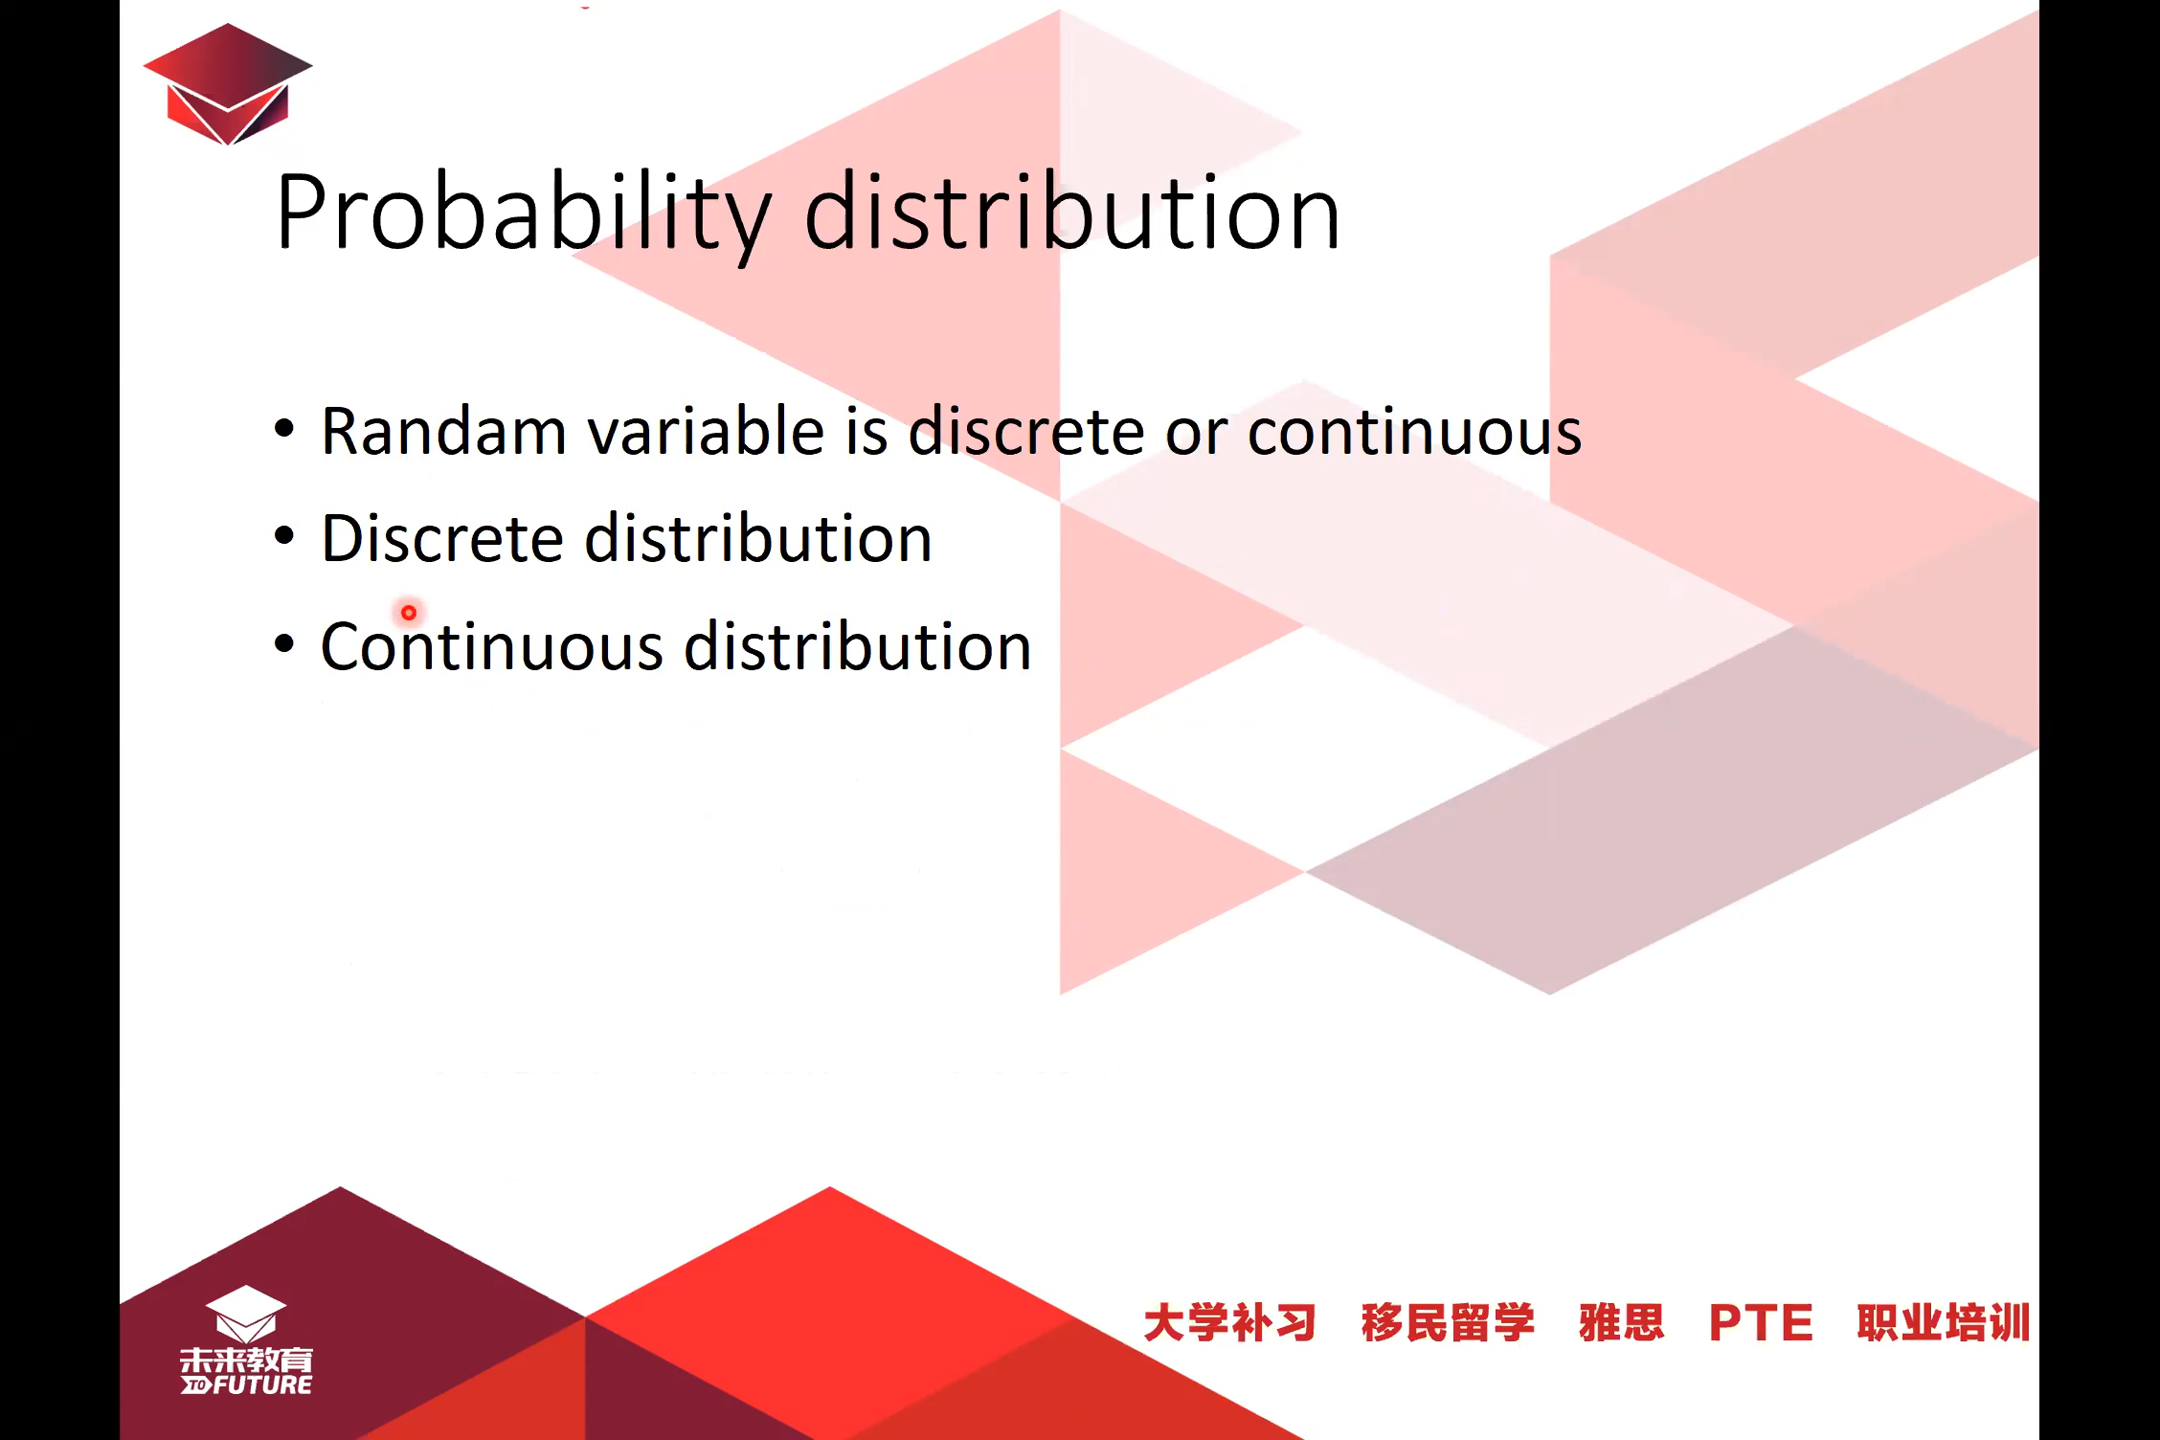 Probability distribution
• Randam variable is discrete or continuous
• Discrete distribution
• Continuous distribution
大学补习 移民留学 雅思 PTE 职业培训
未来教育
TO FUTURE